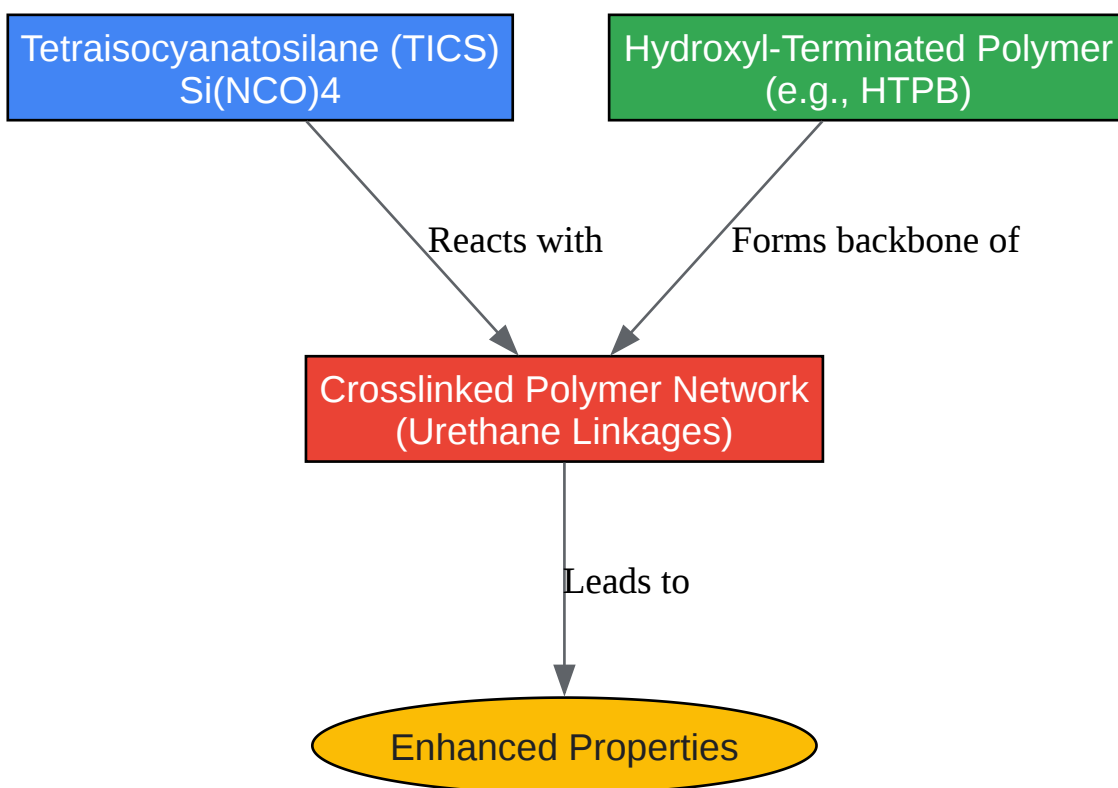 Tetraisocyanatosilane (TICS)
Si(NCO)4
Hydroxyl-Terminated Polymer
(e.g., HTPB)
Reacts with
Forms backbone of
Crosslinked Polymer Network
(Urethane Linkages)
Leads to
Enhanced Properties